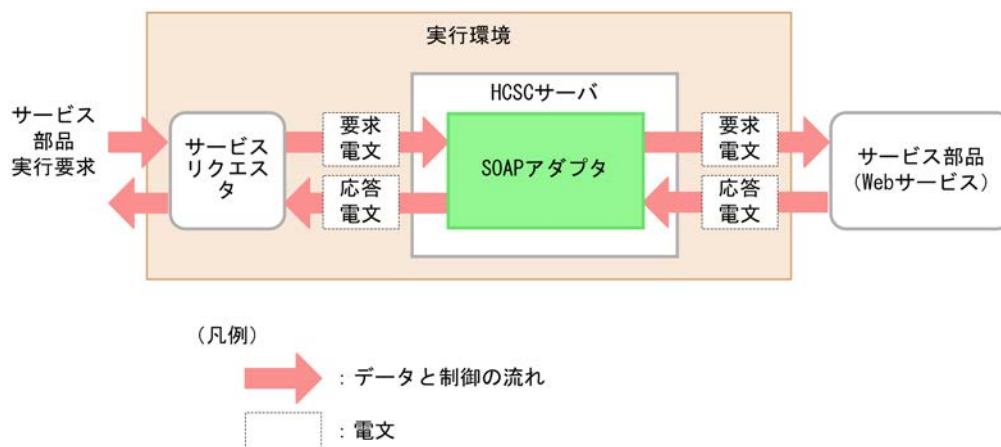 実行環境
HCSCサーバ
サービス
部品
実行要求
サービス
リクエス
タ
要求
電文
応答
電文
SOAPアダプタ
要求
電文
応答
電文
サービス部品
(Webサービス)
(凡例)
：データと制御の流れ
：電文